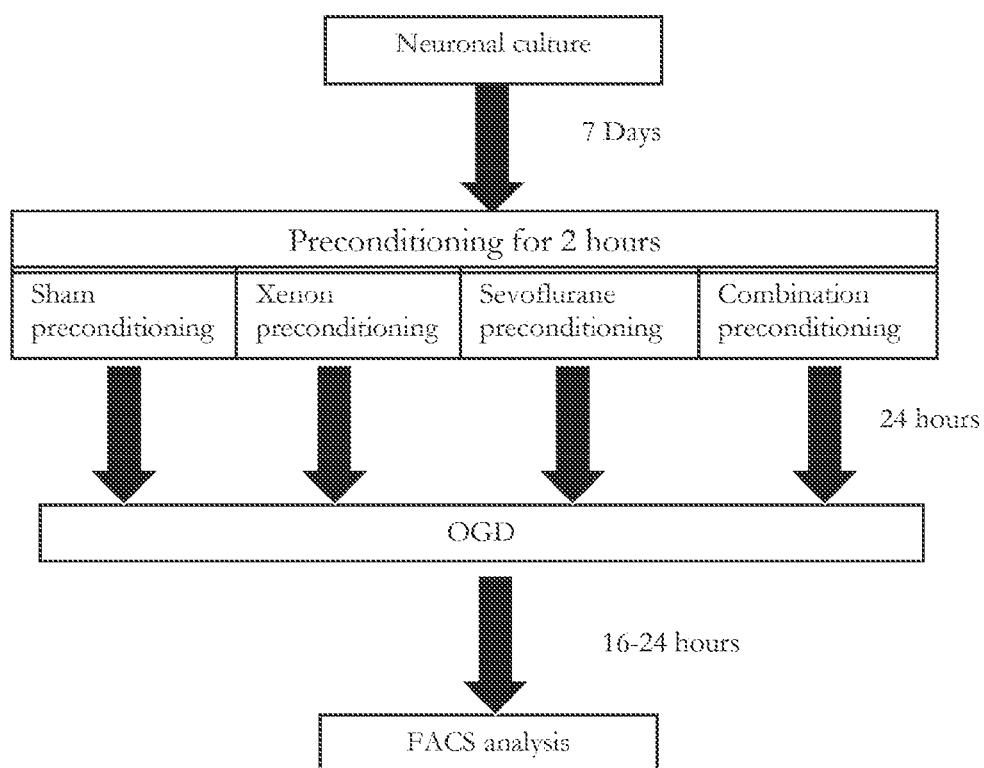 Neuronal culture
7 Days
Preconditioning for 2 hours
Sham preconditioning
Xenon preconditioning
Sevoflurane preconditioning
Combination preconditioning
24 hours
OGD
16-24 hours
FACS analysis